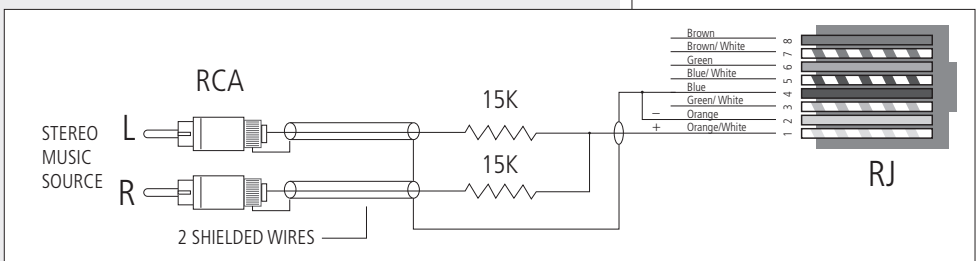 RCA
STEREO
MUSIC
SOURCE
L
R
15K
15K
2 SHIELDED WIRES
Brown
Brown/ White
Green
Blue/ White
Blue
Green/ White
− Orange
+ Orange/White
8
7
6
5
4
3
2
1
RJ